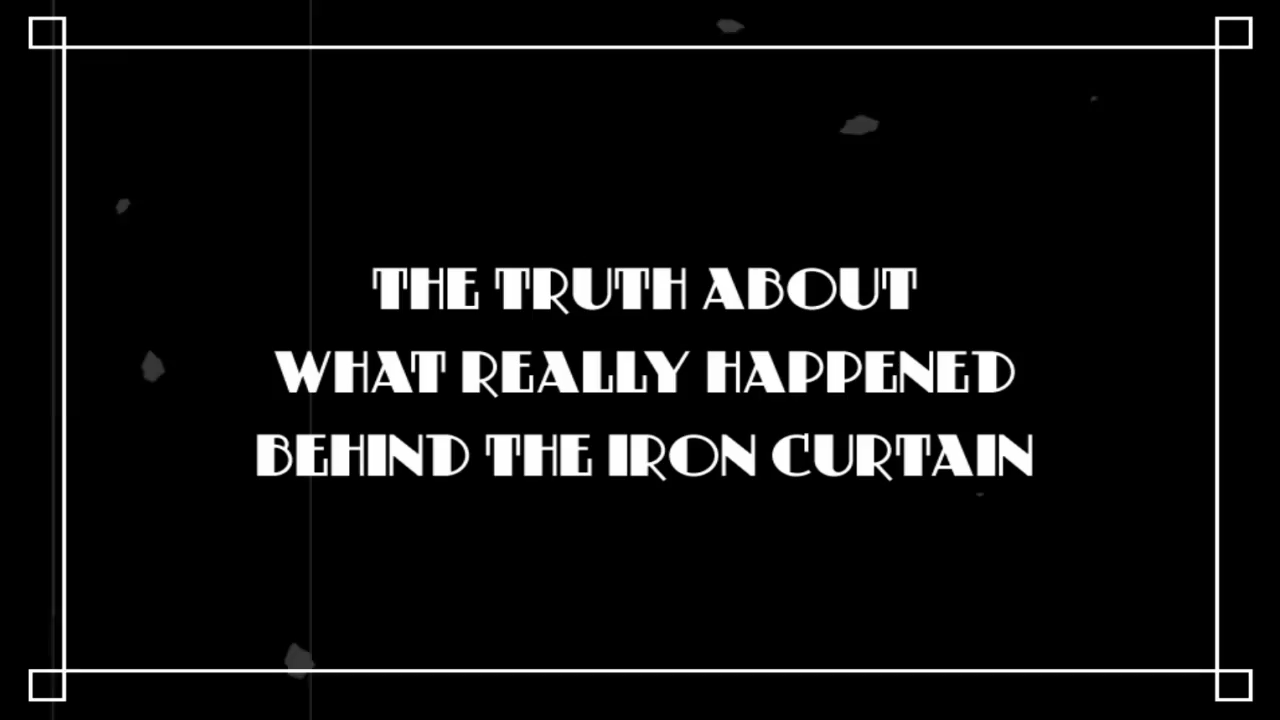 THE TRUTH ABOUT
WHAT REALLY HAPPENED
BEHIND THE IRON CURTAIN